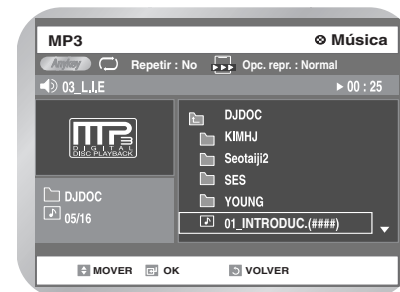 MP3 Música
Anykey Repetir : No Opc. repr. : Normal
03_L,I,E 00 : 25
MP3
DIGITAL
DISC PLAYBACK
DJDOC
05/16
DJDOC
KIMHJ
Seotaiji2
SES
YOUNG
01_INTRODUC.(####)
MOVER OK VOLVER